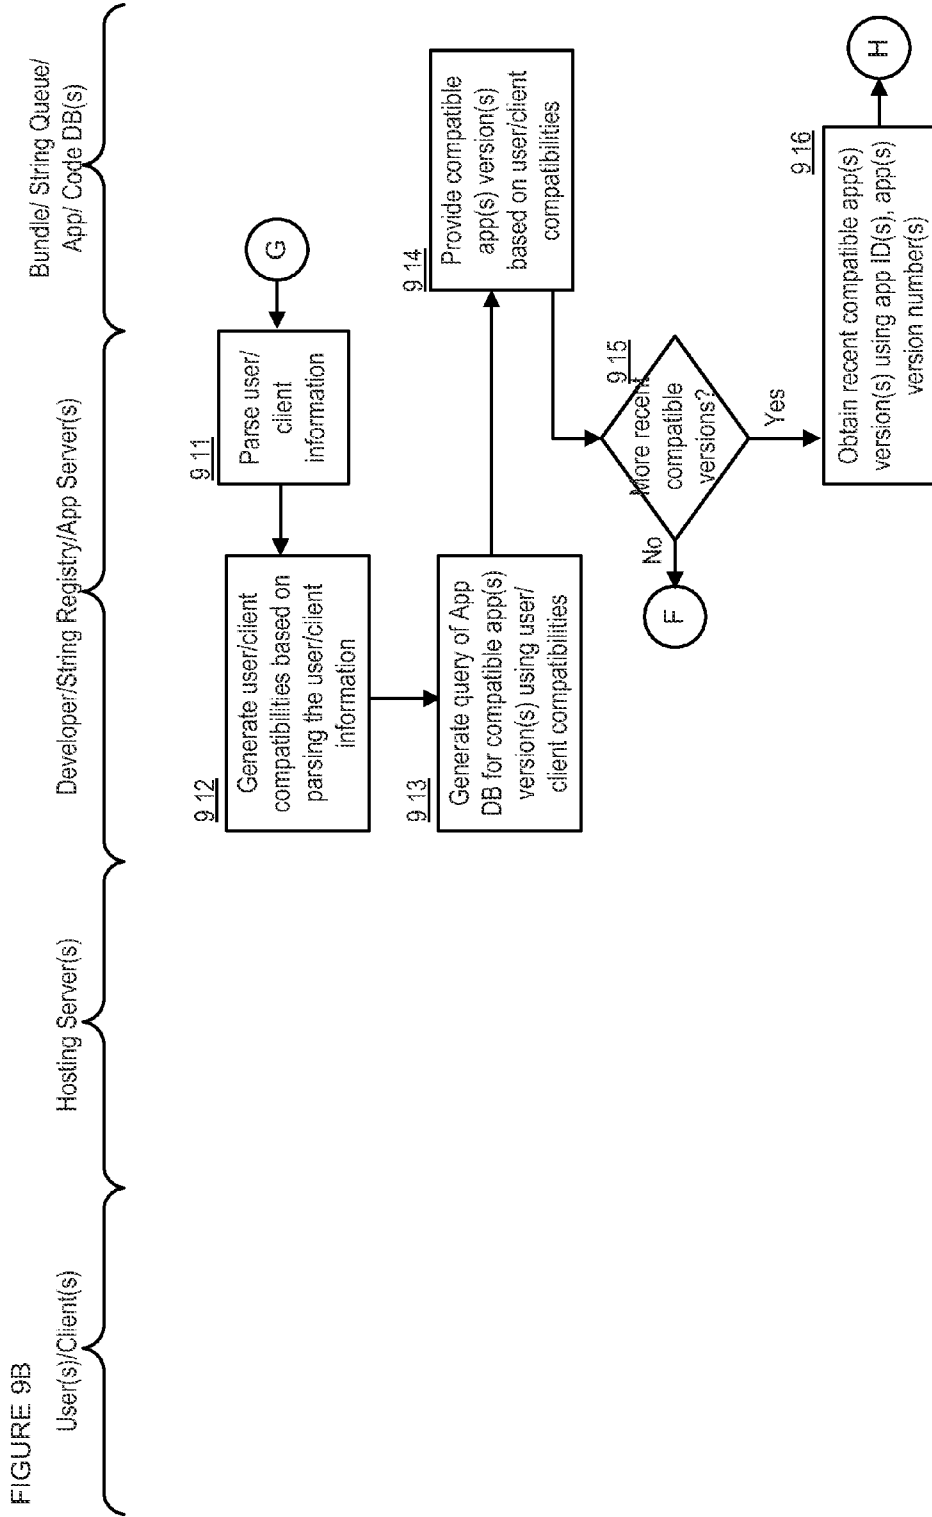 FIGURE 9B
User(s)/Client(s)
Hosting Server(s)
Developer/String Registry/App Server(s)
Bundle/ String Queue/
App/ Code DB(s)
G
9 11
Parse user/
client
information
9 12
Generate user/client
compatibilities based on
parsing the user/client
information
9 13
Generate query of App
DB for compatible app(s)
version(s) using user/
client compatibilities
9 14
Provide compatible
app(s) version(s)
based on user/client
compatibilities
9 15
More recent
compatible
versions?
No
F
Yes
9 16
Obtain recent compatible app(s)
version(s) using app ID(s), app(s)
version number(s)
H